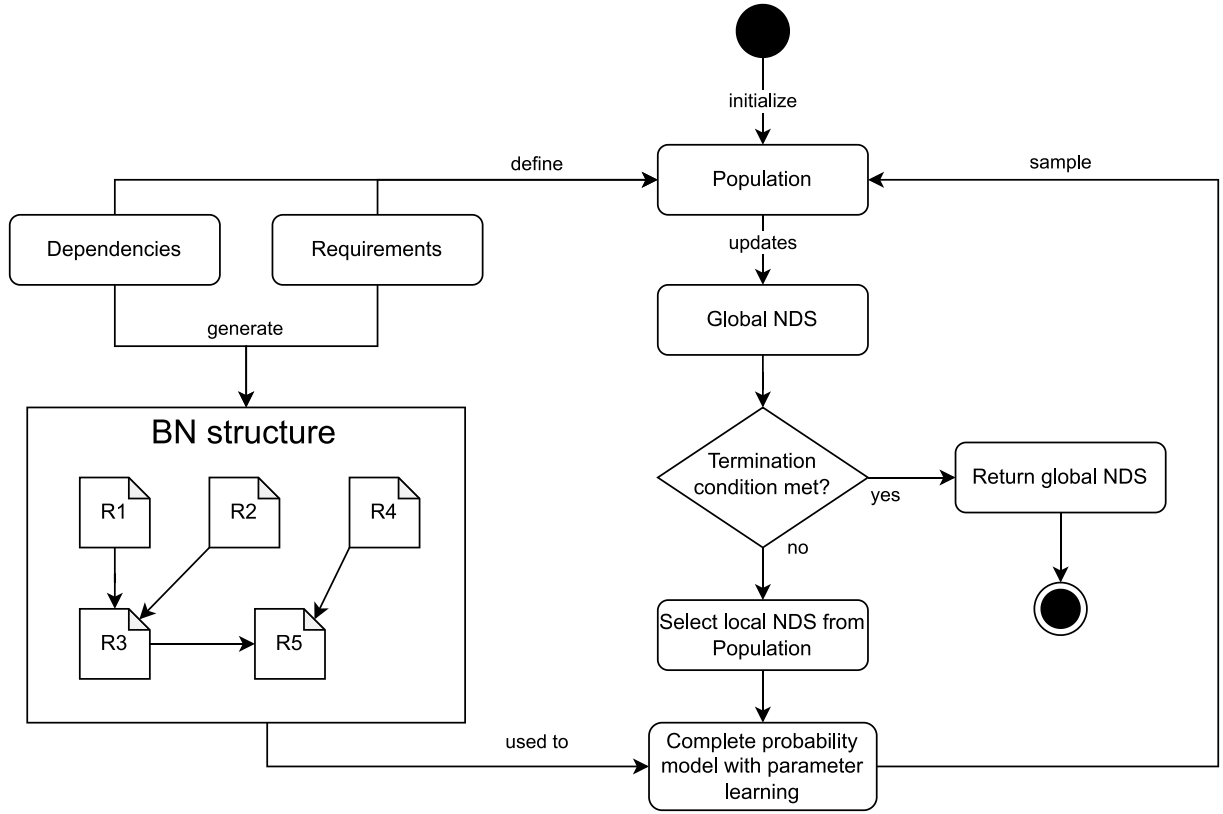 initialize
define
Population
sample
Dependencies
Requirements
updates
generate
Global NDS
BN structure
R1
R2
R4
Termination
condition met?
yes
Return global NDS
no
R3
R5
Select local NDS from
Population
used to
Complete probability
model with parameter
learning